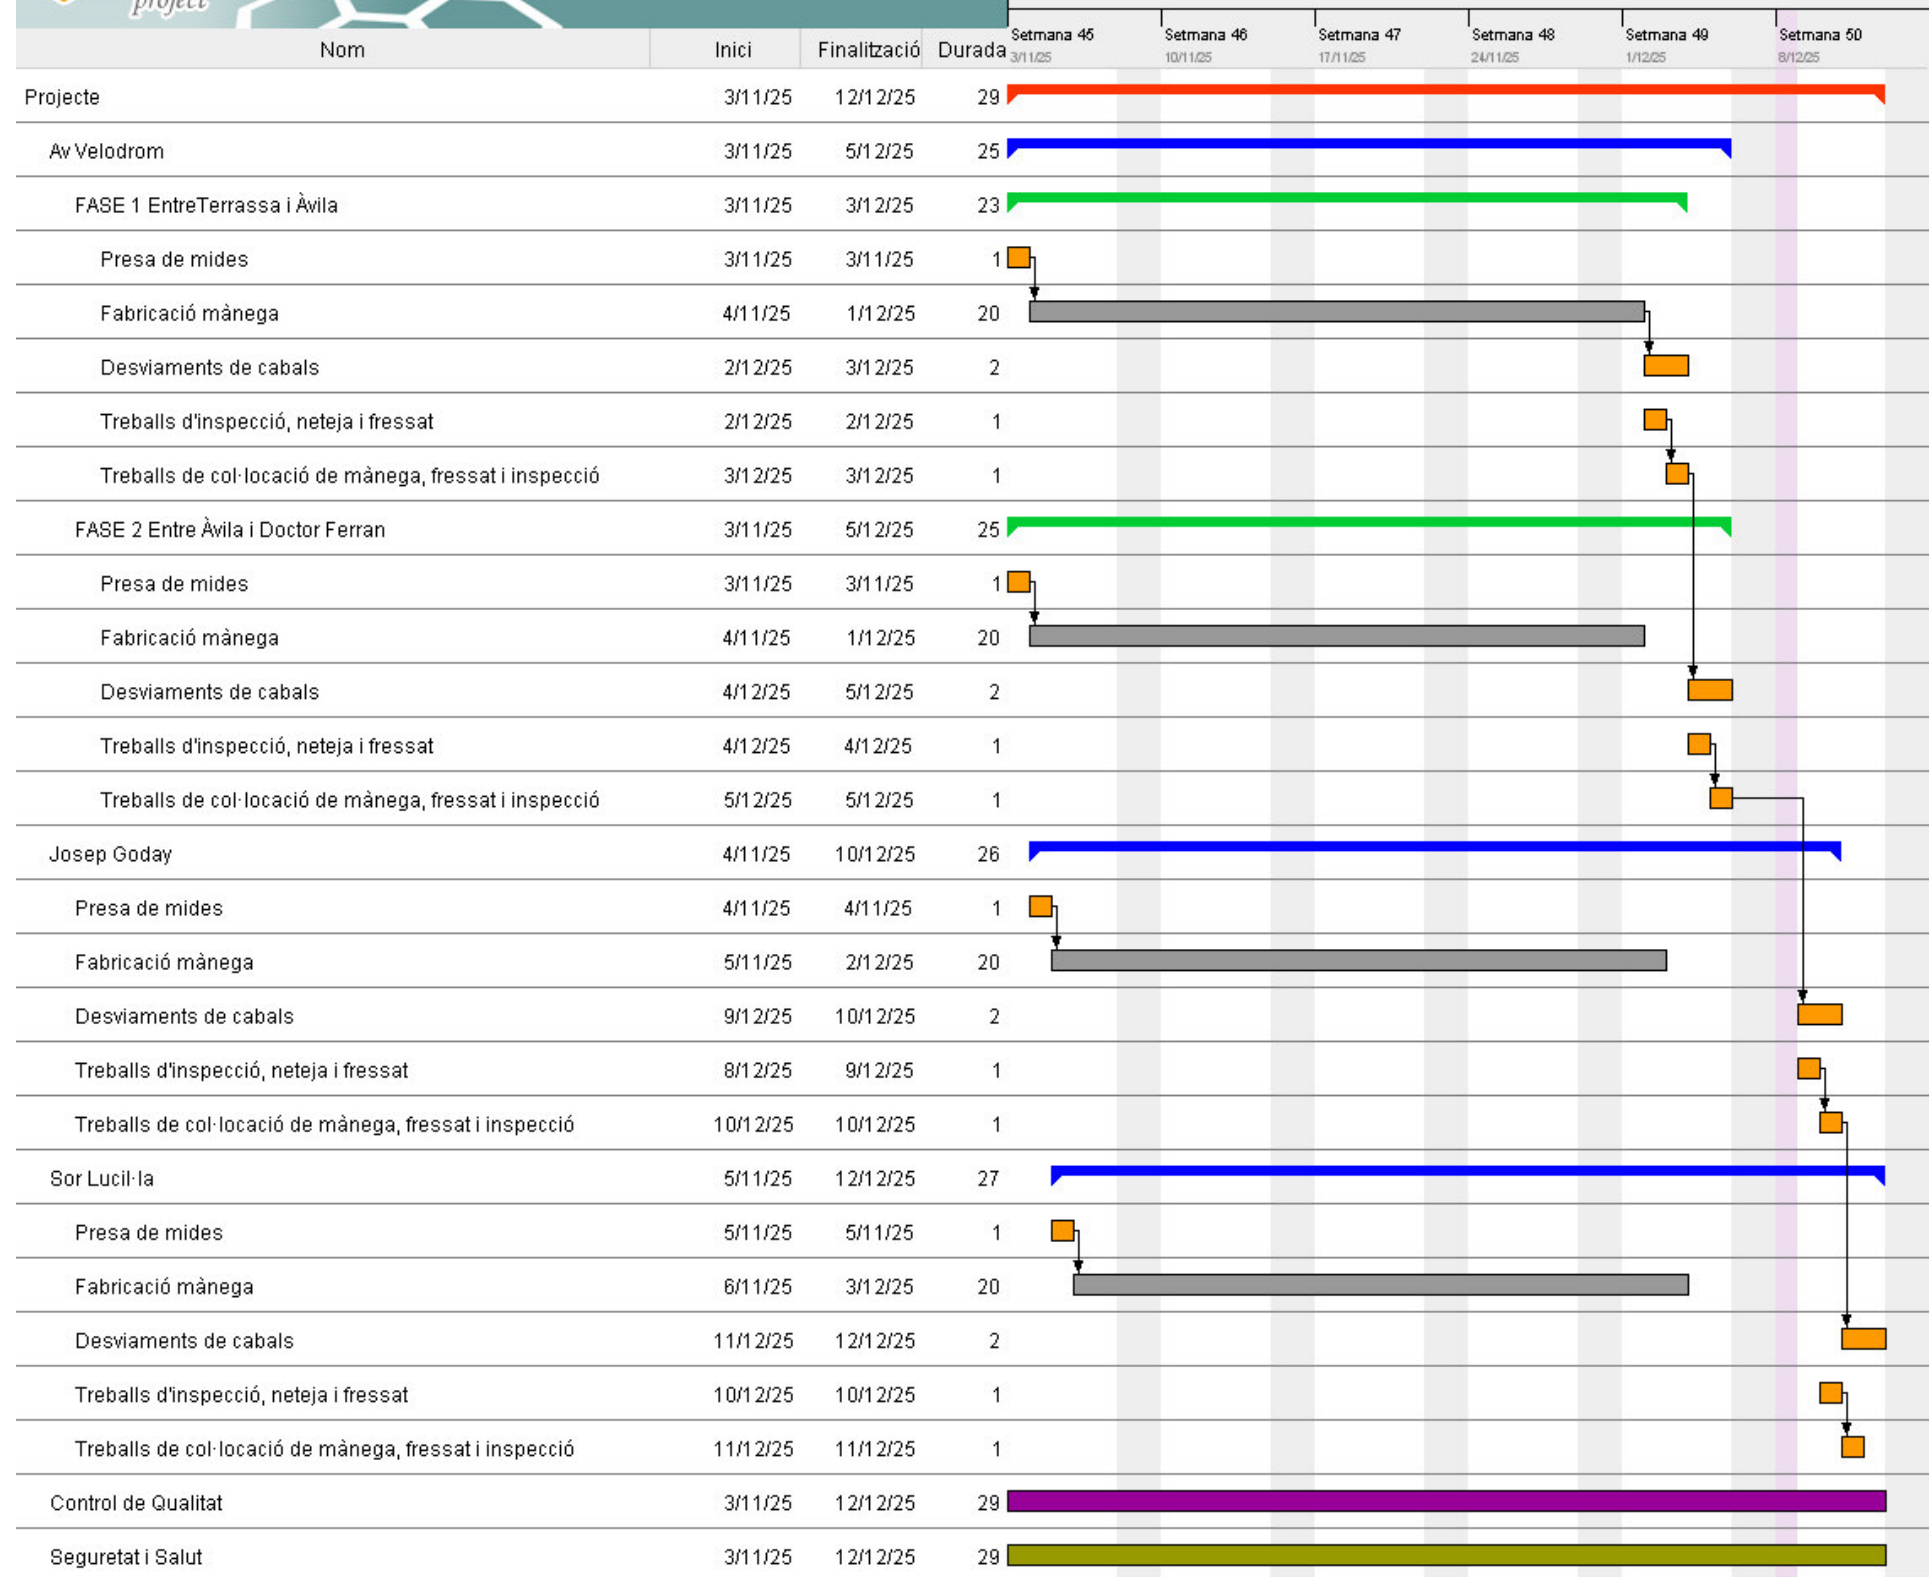 project
Setmana 45 Setmana 46 Setmana 47 Setmana 48 Setmana 49 Setmana 50
Nom Inici Finalització Durada
3/11/25 10/11/25 17/11/25 24/11/25 1/12/25 8/12/25
Projecte 3/11/25 12/12/25 29
Av Velodrom 3/11/25 5/12/25 25
FASE 1 EntreTerrassa i Àvila 3/11/25 3/12/25 23
Presa de mides 3/11/25 3/11/25 1
Fabricació mànega 4/11/25 1/12/25 20
Desviaments de cabals 2/12/25 3/12/25 2
Treballs d'inspecció, neteja i fressat 2/12/25 2/12/25 1
Treballs de col·locació de mànega, fressat i inspecció 3/12/25 3/12/25 1
FASE 2 Entre Àvila i Doctor Ferran 3/11/25 5/12/25 25
Presa de mides 3/11/25 3/11/25 1
Fabricació mànega 4/11/25 1/12/25 20
Desviaments de cabals 4/12/25 5/12/25 2
Treballs d'inspecció, neteja i fressat 4/12/25 4/12/25 1
Treballs de col·locació de mànega, fressat i inspecció 5/12/25 5/12/25 1
Josep Goday 4/11/25 10/12/25 26
Presa de mides 4/11/25 4/11/25 1
Fabricació mànega 5/11/25 2/12/25 20
Desviaments de cabals 9/12/25 10/12/25 2
Treballs d'inspecció, neteja i fressat 8/12/25 9/12/25 1
Treballs de col·locació de mànega, fressat i inspecció 10/12/25 10/12/25 1
Sor Lucil·la 5/11/25 12/12/25 27
Presa de mides 5/11/25 5/11/25 1
Fabricació mànega 6/11/25 3/12/25 20
Desviaments de cabals 11/12/25 12/12/25 2
Treballs d'inspecció, neteja i fressat 10/12/25 10/12/25 1
Treballs de col·locació de mànega, fressat i inspecció 11/12/25 11/12/25 1
Control de Qualitat 3/11/25 12/12/25 29
Seguretat i Salut 3/11/25 12/12/25 29